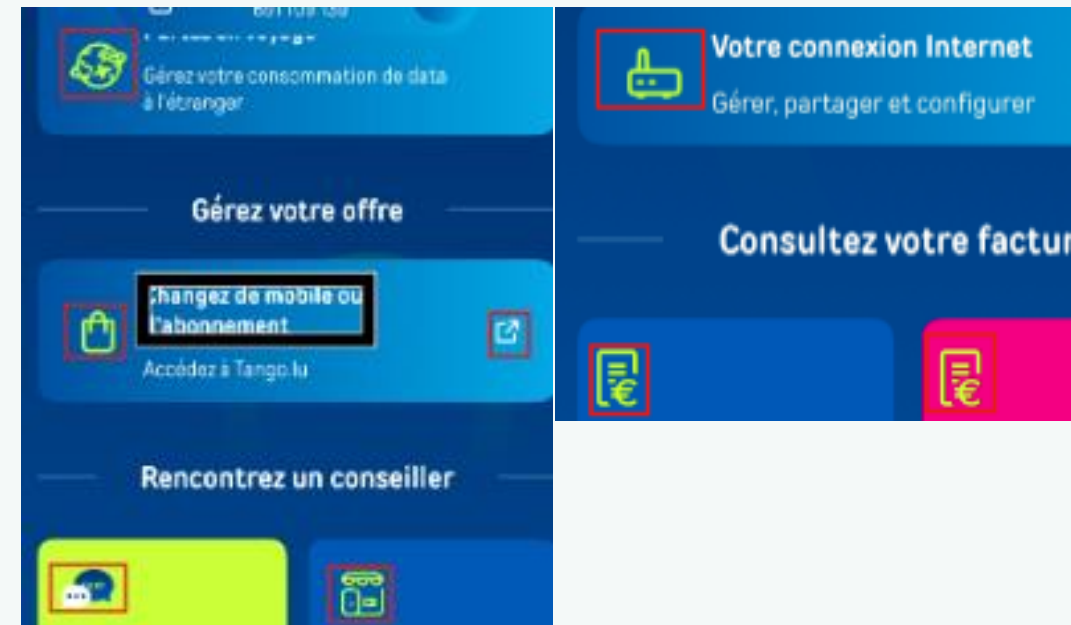 Gérez votre consommation de data
à l'étranger
Gérez votre offre
Changez de mobile ou
l'abonnement
Accédez à Tango.lu
Rencontrez un conseiller
Votre connexion Internet
Gérer, partager et configurer
Consultez votre factur